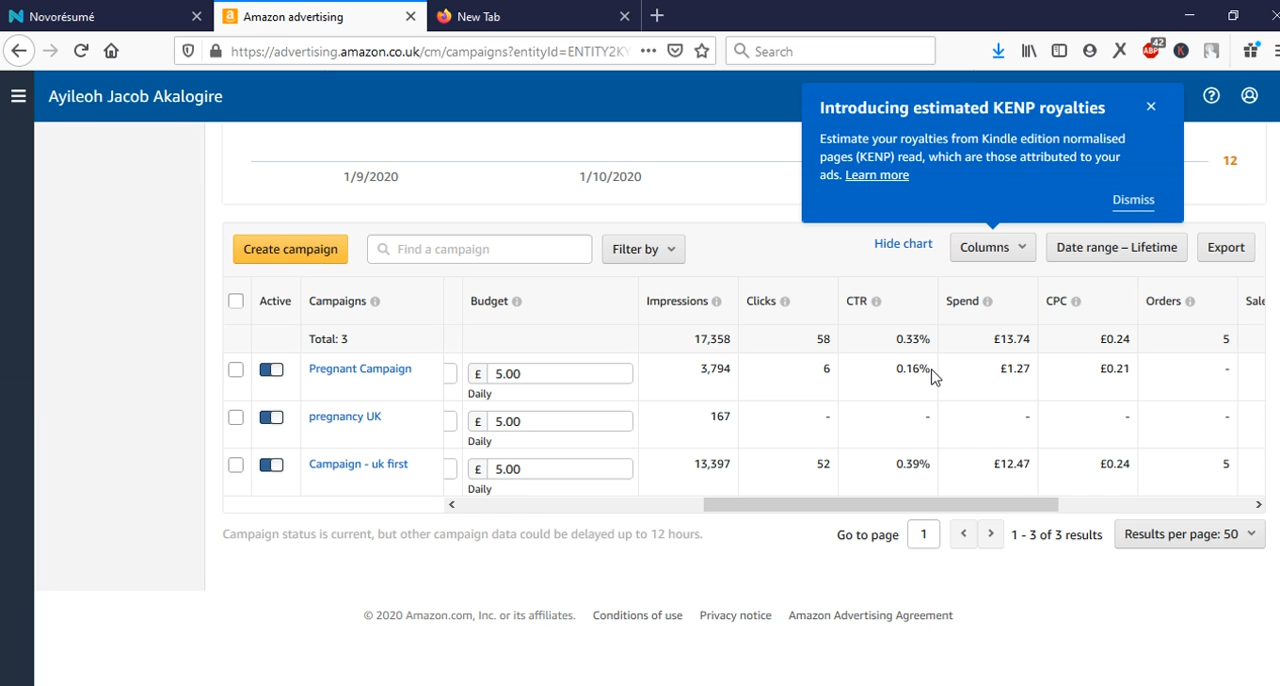 Novorésumé
Amazon advertising
New Tab
https://advertising.amazon.co.uk/cm/campaigns?entityId=ENTITY2KY
Search
42
ABP
K
Ayileoh Jacob Akalogire
Introducing estimated KENP royalties
Estimate your royalties from Kindle edition normalised
pages (KENP) read, which are those attributed to your
ads. Learn more
Dismiss
12
1/9/2020 1/10/2020
Create campaign Find a campaign Filter by Hide chart Columns Date range – Lifetime Export
Active Campaigns Budget Impressions Clicks CTR Spend CPC Orders Sale
Total: 3 17,358 58 0.33% £13.74 £0.24 5
Pregnant Campaign £ 5.00 3,794 6 0.16% £1.27 £0.21 -
Daily
pregnancy UK £ 5.00 167 - - - - -
Daily
Campaign - uk first £ 5.00 13,397 52 0.39% £12.47 £0.24 5
Daily
Campaign status is current, but other campaign data could be delayed up to 12 hours. Go to page 1 1 - 3 of 3 results Results per page: 50
© 2020 Amazon.com, Inc. or its affiliates. Conditions of use Privacy notice Amazon Advertising Agreement